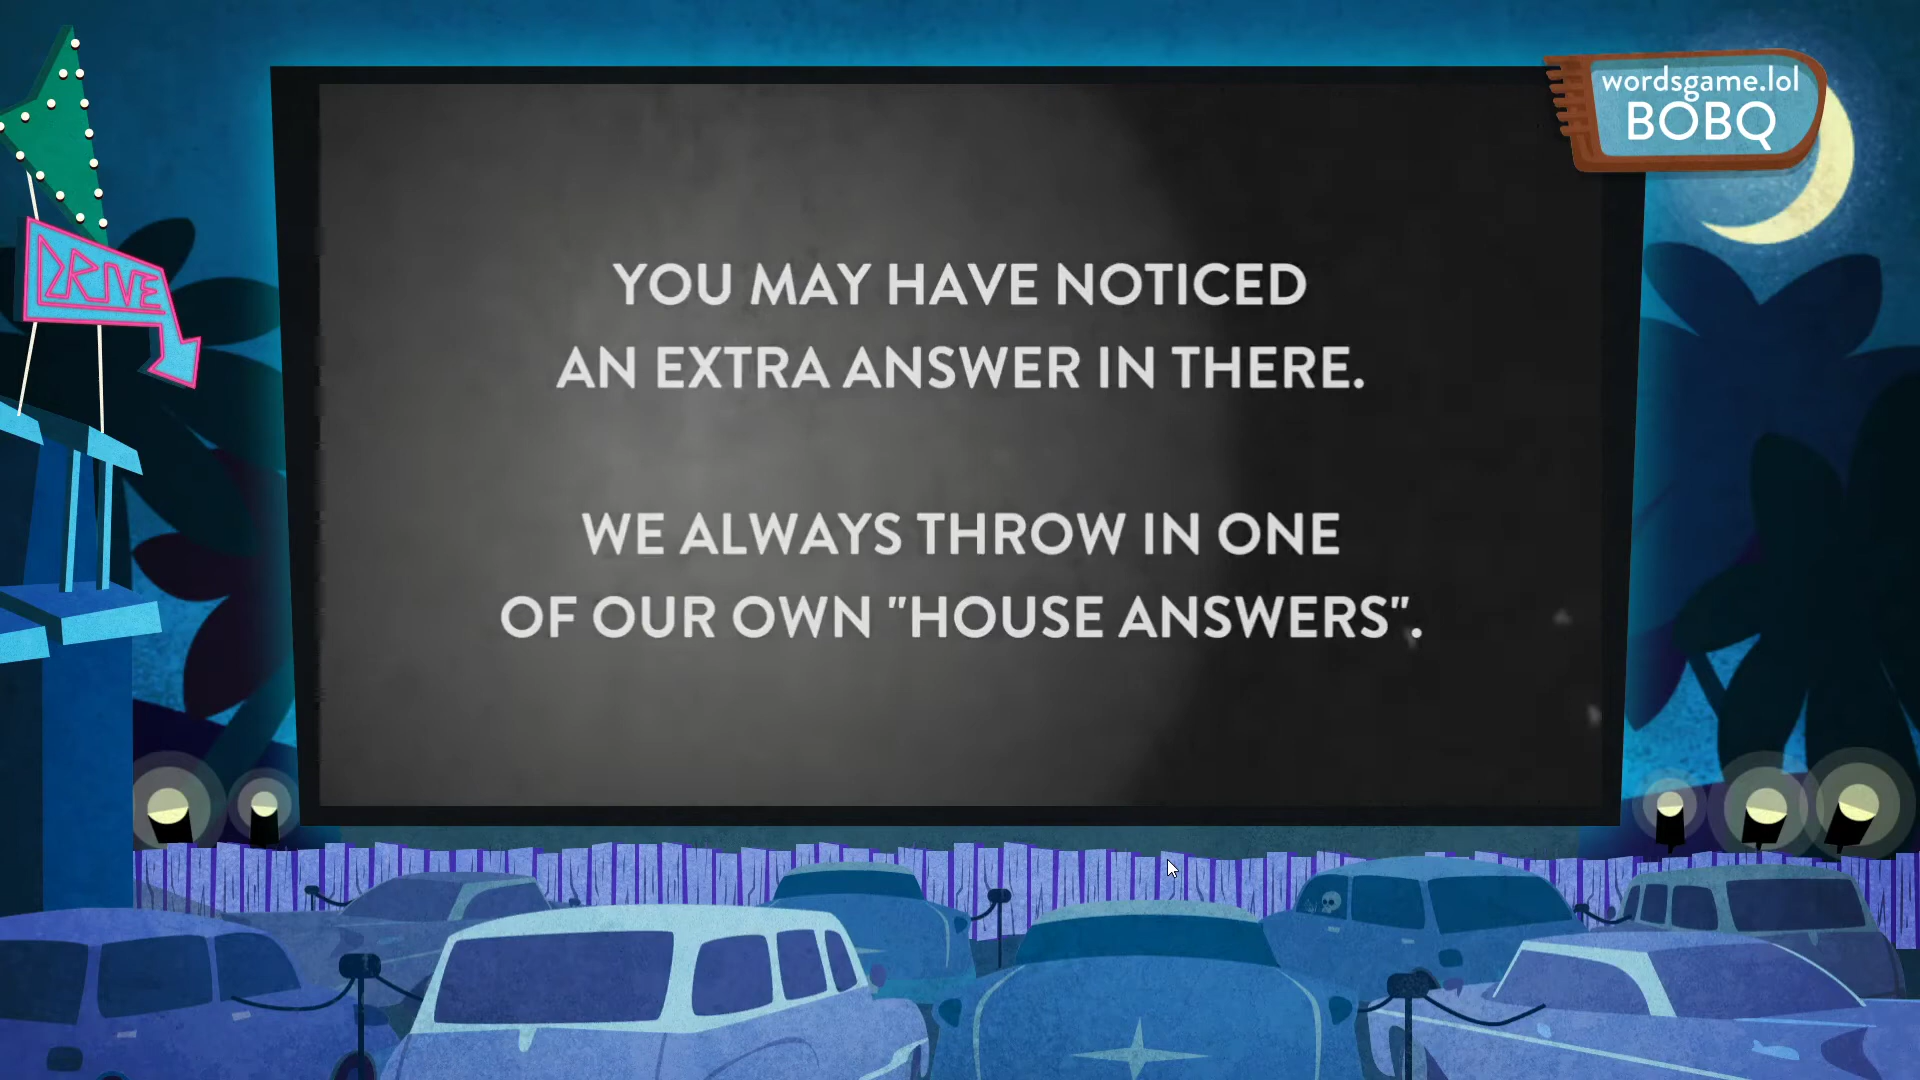 wordsgame.lol
BOBQ
DRIVE
YOU MAY HAVE NOTICED
AN EXTRA ANSWER IN THERE.
WE ALWAYS THROW IN ONE
OF OUR OWN "HOUSE ANSWERS".